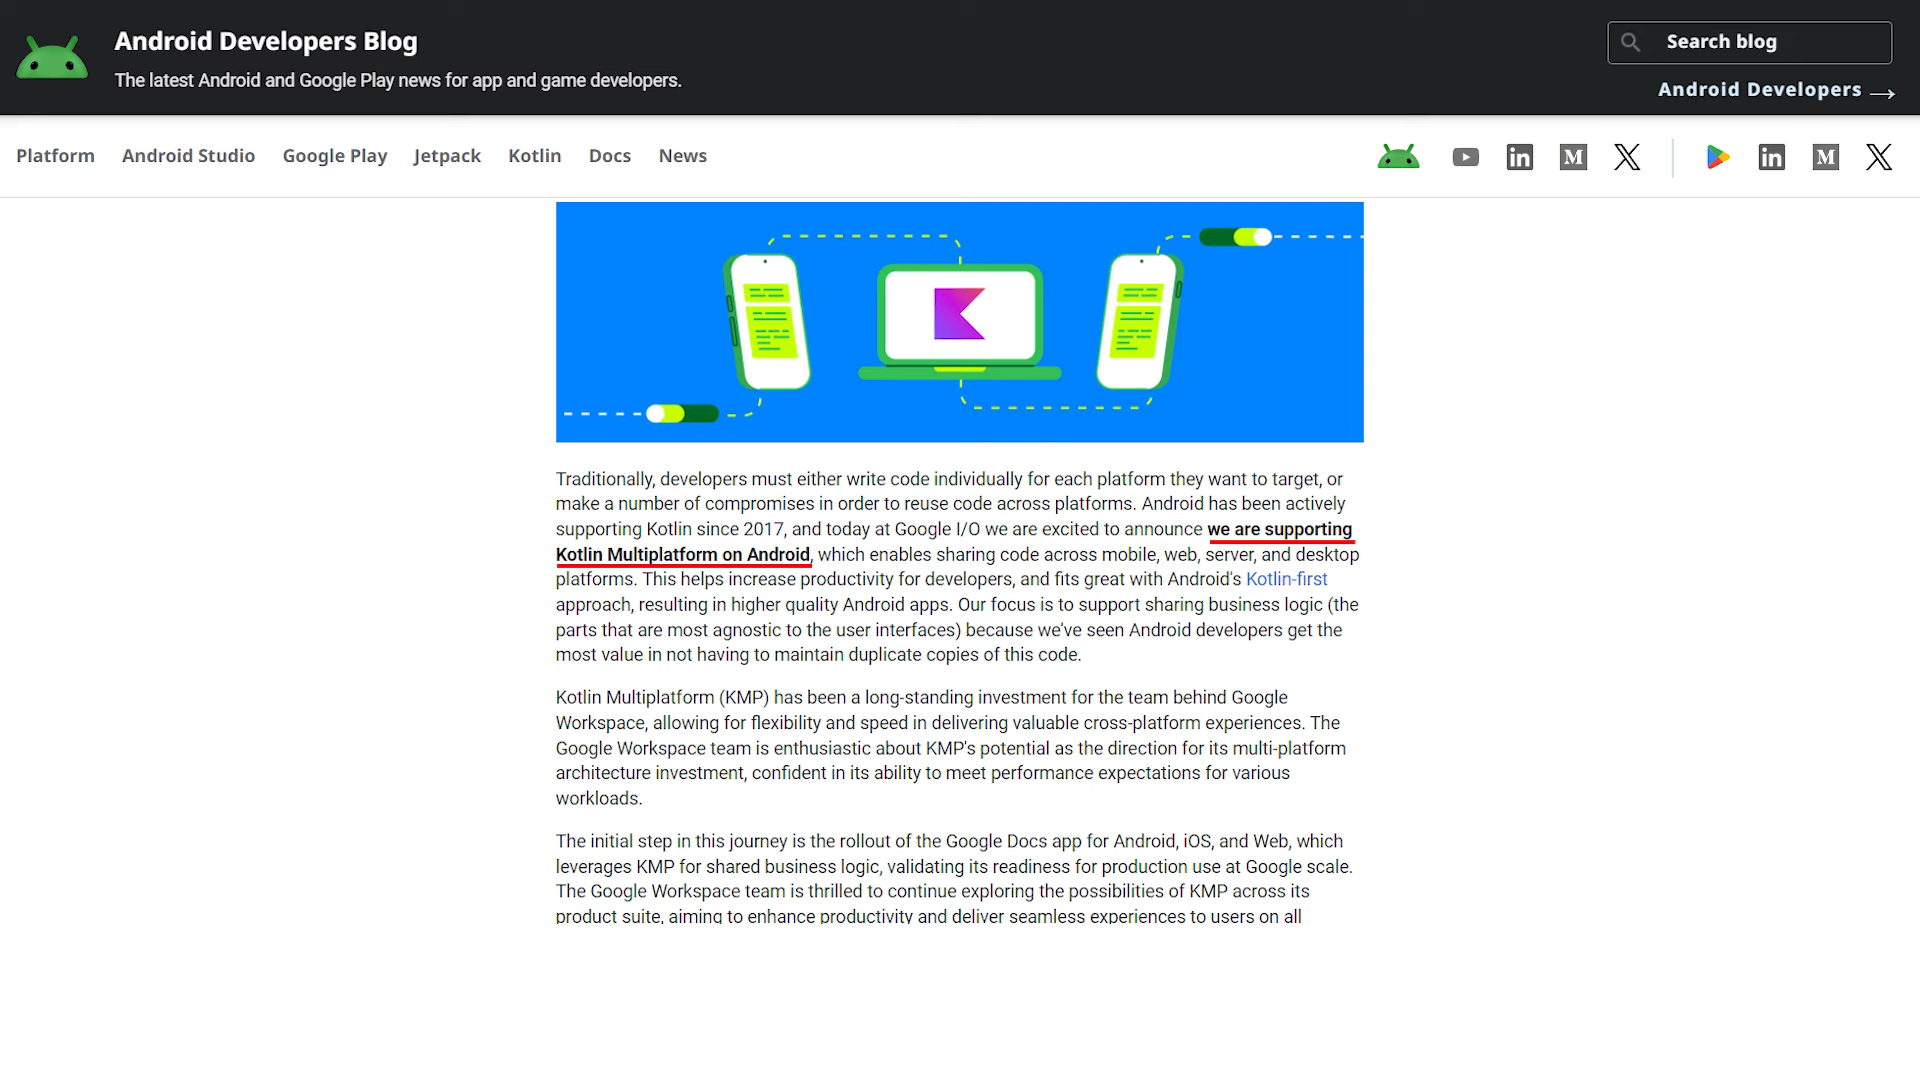 Android Developers Blog
The latest Android and Google Play news for app and game developers.
Search blog
Android Developers →
Platform Android Studio Google Play Jetpack Kotlin Docs News
Traditionally, developers must either write code individually for each platform they want to target, or
make a number of compromises in order to reuse code across platforms. Android has been actively
supporting Kotlin since 2017, and today at Google I/O we are excited to announce we are supporting
Kotlin Multiplatform on Android, which enables sharing code across mobile, web, server, and desktop
platforms. This helps increase productivity for developers, and fits great with Android's Kotlin-first
approach, resulting in higher quality Android apps. Our focus is to support sharing business logic (the
parts that are most agnostic to the user interfaces) because we've seen Android developers get the
most value in not having to maintain duplicate copies of this code.
Kotlin Multiplatform (KMP) has been a long-standing investment for the team behind Google
Workspace, allowing for flexibility and speed in delivering valuable cross-platform experiences. The
Google Workspace team is enthusiastic about KMP's potential as the direction for its multi-platform
architecture investment, confident in its ability to meet performance expectations for various
workloads.
The initial step in this journey is the rollout of the Google Docs app for Android, iOS, and Web, which
leverages KMP for shared business logic, validating its readiness for production use at Google scale.
The Google Workspace team is thrilled to continue exploring the possibilities of KMP across its
product suite, aiming to enhance productivity and deliver seamless experiences to users on all